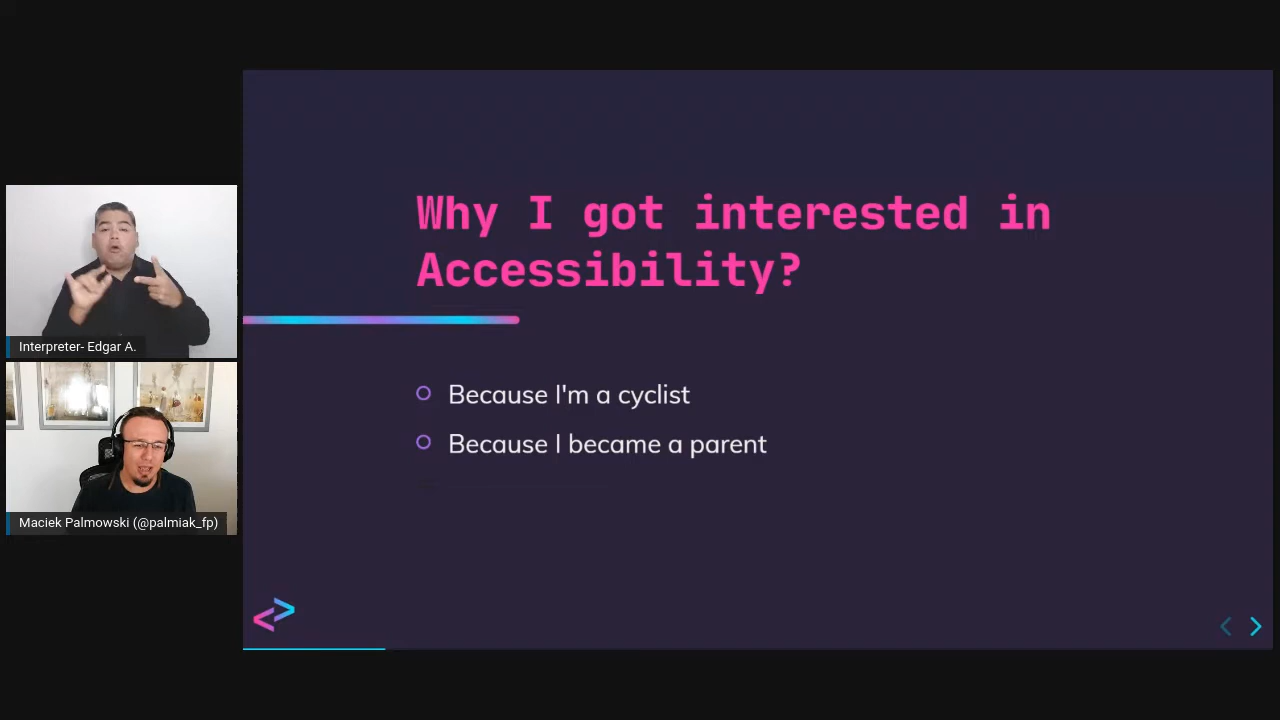 Why I got interested in
Accessibility?
Because I'm a cyclist
Because I became a parent
Interpreter- Edgar A.
Maciek Palmowski (@palmiak_fp)